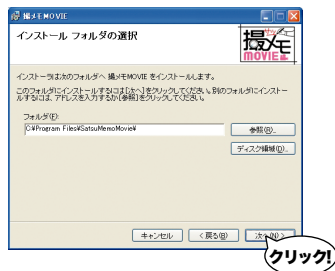 撮メモMOVIE
インストール フォルダの選択
撮メモ
MOVIE
インストーラは次のフォルダへ 撮メモMOVIE をインストールします。
このフォルダにインストールするには[次へ]をクリックしてください。別のフォルダにインストー
ルするには、アドレスを入力するか[参照]をクリックしてください。
フォルダ(F):
C:¥Program Files¥SatsuMemoMovie¥
参照(R)...
ディスク領域(D)...
キャンセル
< 戻る(B)
次へ(N) >
クリック!